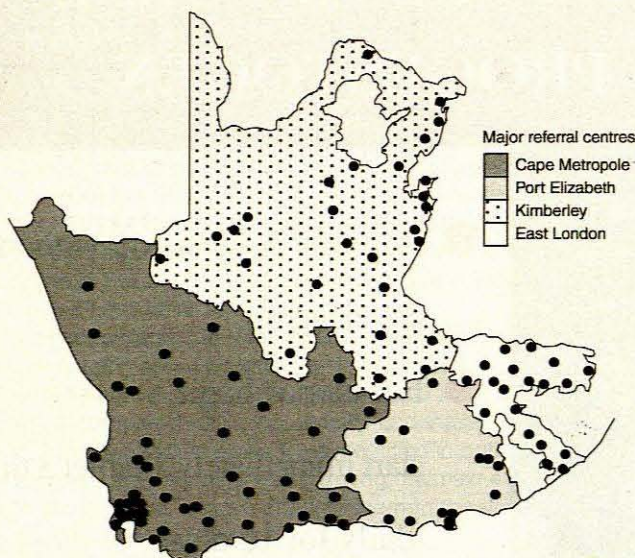 Major referral centres
Cape Metropole
Port Elizabeth
Kimberley
East London